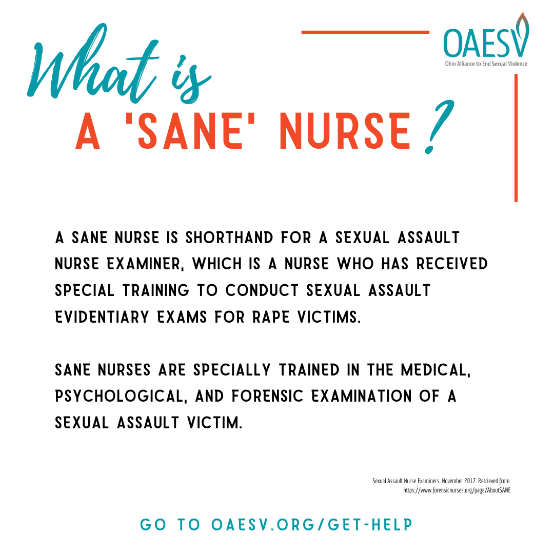 What is
A 'SANE' NURSE ?
OAESV
Ohio Alliance to End Sexual Violence
A SANE NURSE IS SHORTHAND FOR A SEXUAL ASSAULT
NURSE EXAMINER, WHICH IS A NURSE WHO HAS RECEIVED
SPECIAL TRAINING TO CONDUCT SEXUAL ASSAULT
EVIDENTIARY EXAMS FOR RAPE VICTIMS.
SANE NURSES ARE SPECIALLY TRAINED IN THE MEDICAL,
PSYCHOLOGICAL, AND FORENSIC EXAMINATION OF A
SEXUAL ASSAULT VICTIM.
Sexual Assault Nurse Examiners. November 2017. Retrieved from:
https://www.forensicnurses.org/page/AboutSANE
GO TO OAESV.ORG/GET-HELP